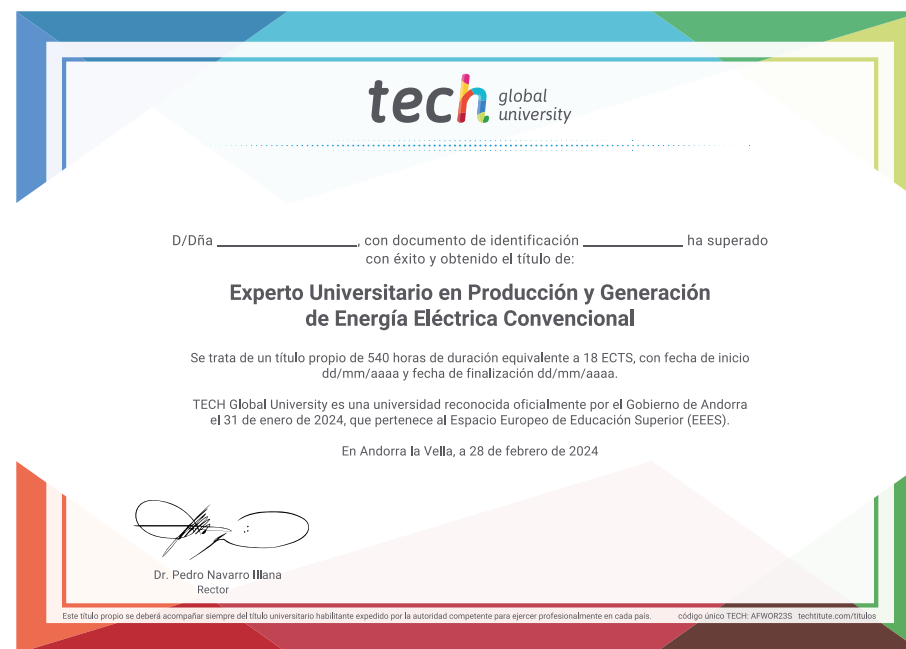 tech global university
D/Dña ____________________, con documento de identificación ______________ ha superado
con éxito y obtenido el título de:
Experto Universitario en Producción y Generación
de Energía Eléctrica Convencional
Se trata de un título propio de 540 horas de duración equivalente a 18 ECTS, con fecha de inicio
dd/mm/aaaa y fecha de finalización dd/mm/aaaa.
TECH Global University es una universidad reconocida oficialmente por el Gobierno de Andorra
el 31 de enero de 2024, que pertenece al Espacio Europeo de Educación Superior (EEES).
En Andorra la Vella, a 28 de febrero de 2024
Dr. Pedro Navarro Illana
Rector
Este título propio se deberá acompañar siempre del título universitario habilitante expedido por la autoridad competente para ejercer profesionalmente en cada país. código único TECH: AFWOR23S techtitute.com/titulos